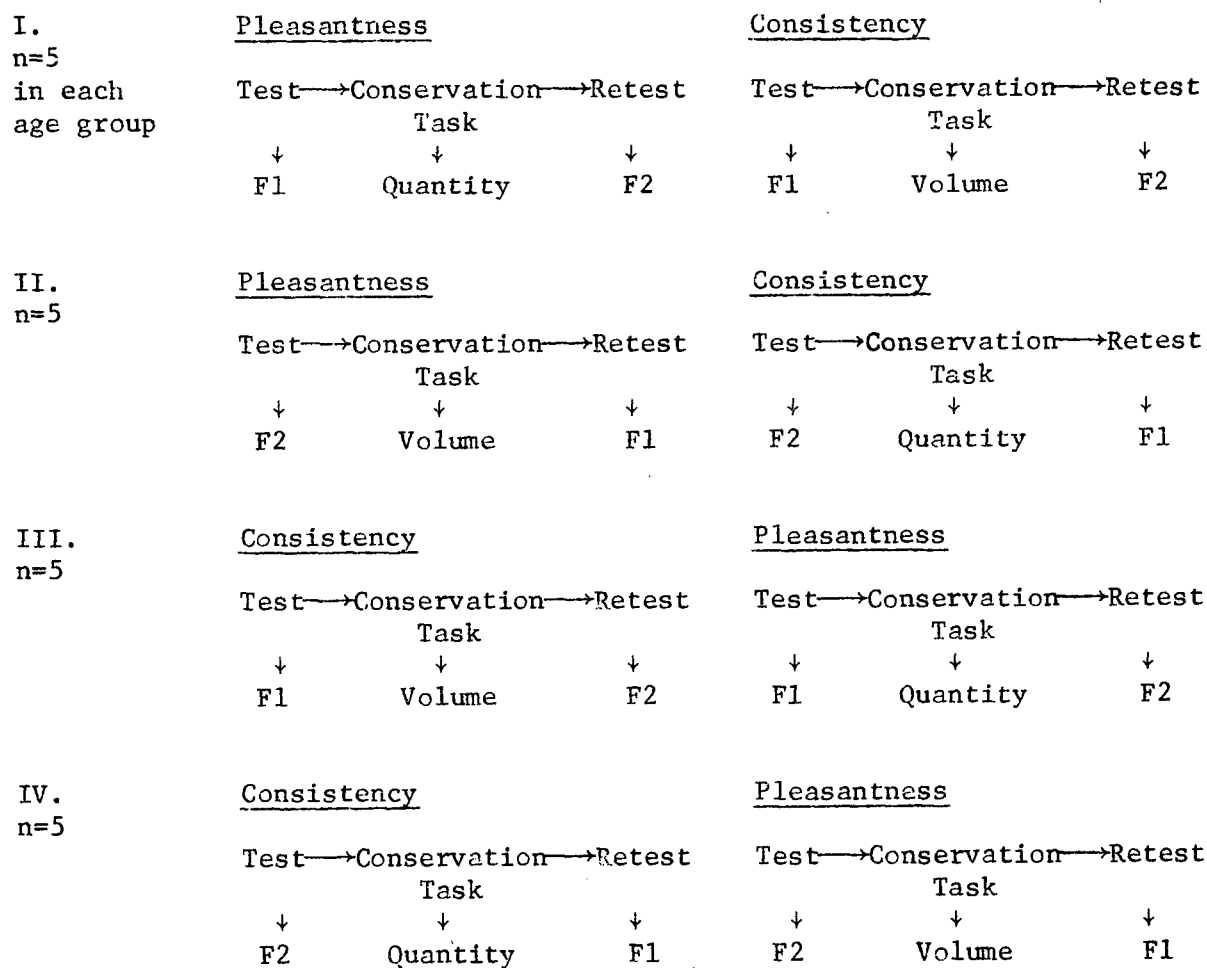 I. Pleasantness Consistency
n=5
in each Test→Conservation→Retest Test→Conservation→Retest
age group Task Task
↓ ↓ ↓ ↓ ↓ ↓
F1 Quantity F2 F1 Volume F2
II. Pleasantness Consistency
n=5
Test→Conservation→Retest Test→Conservation→Retest
Task Task
↓ ↓ ↓ ↓ ↓ ↓
F2 Volume F1 F2 Quantity F1
III. Consistency Pleasantness
n=5
Test→Conservation→Retest Test→Conservation→Retest
Task Task
↓ ↓ ↓ ↓ ↓ ↓
F1 Volume F2 F1 Quantity F2
IV. Consistency Pleasantness
n=5
Test→Conservation→Retest Test→Conservation→Retest
Task Task
↓ ↓ ↓ ↓ ↓ ↓
F2 Quantity F1 F2 Volume F1